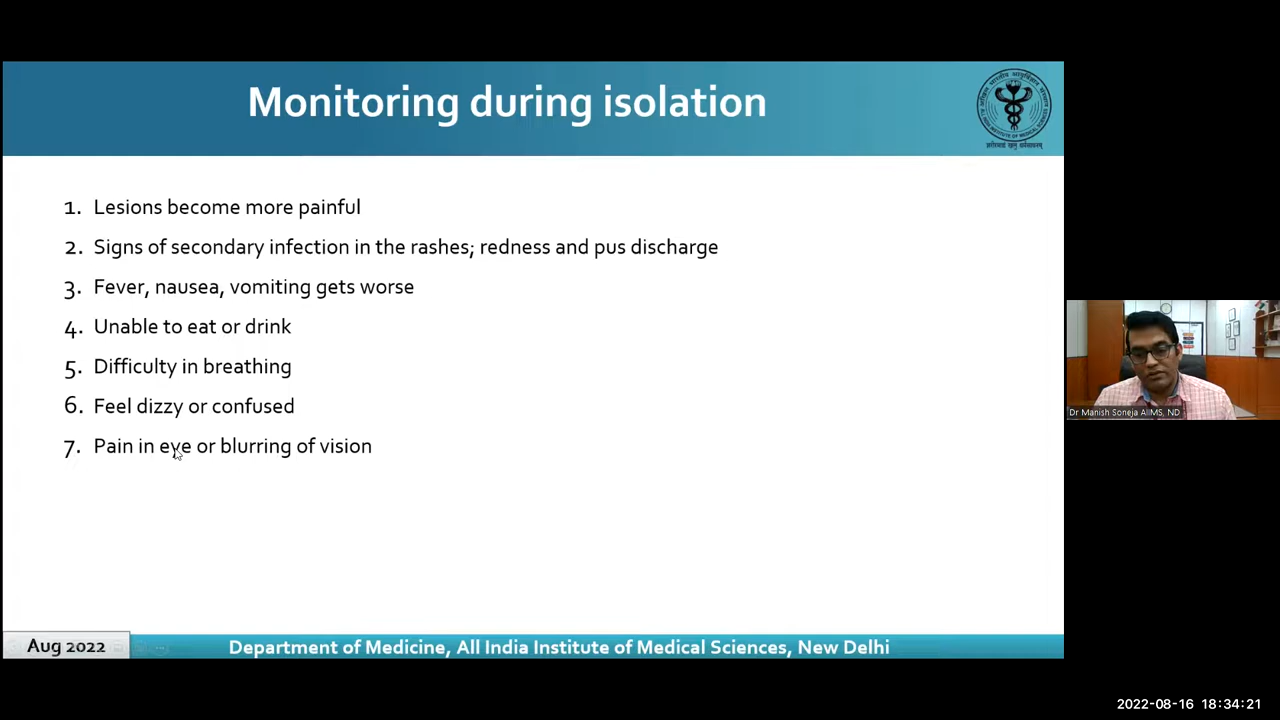 Monitoring during isolation
1. Lesions become more painful
2. Signs of secondary infection in the rashes; redness and pus discharge
3. Fever, nausea, vomiting gets worse
4. Unable to eat or drink
5. Difficulty in breathing
6. Feel dizzy or confused
7. Pain in eye or blurring of vision
Dr Manish Soneja AIIMS, ND
Aug 2022
Department of Medicine, All India Institute of Medical Sciences, New Delhi
2022-08-16 18:34:21